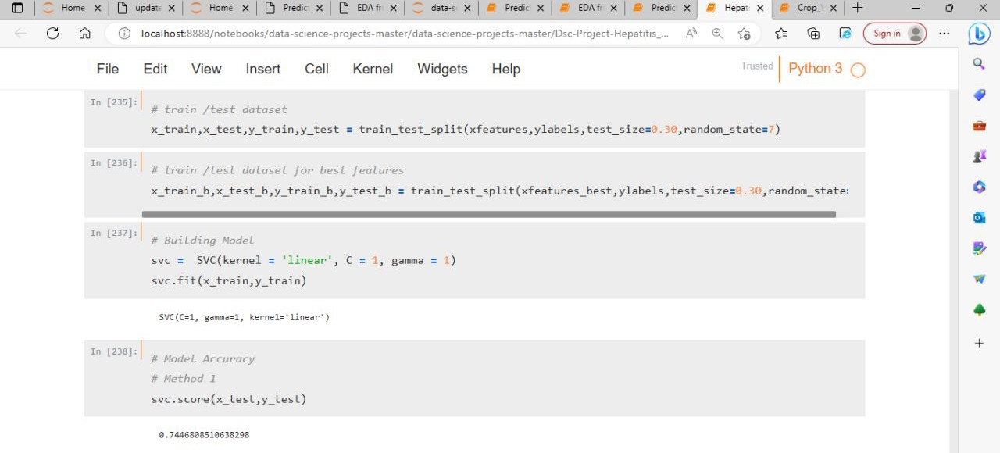 Home
update
Home
Predic
EDA fr
data-s
Predic
EDA fr
Predic
Hepati
Crop_
localhost:8888/notebooks/data-science-projects-master/data-science-projects-master/Dsc-Project-Hepatitis_...
Sign in
File Edit View Insert Cell Kernel Widgets Help
Trusted
Python 3
In [235]:
# train /test dataset
x_train,x_test,y_train,y_test = train_test_split(xfeatures,ylabels,test_size=0.30,random_state=7)
In [236]:
# train /test dataset for best features
x_train_b,x_test_b,y_train_b,y_test_b = train_test_split(xfeatures_best,ylabels,test_size=0.30,random_state=
In [237]:
# Building Model
svc =  SVC(kernel = 'linear', C = 1, gamma = 1)
svc.fit(x_train,y_train)
SVC(C=1, gamma=1, kernel='linear')
In [238]:
# Model Accuracy
# Method 1
svc.score(x_test,y_test)
0.7446808510638298